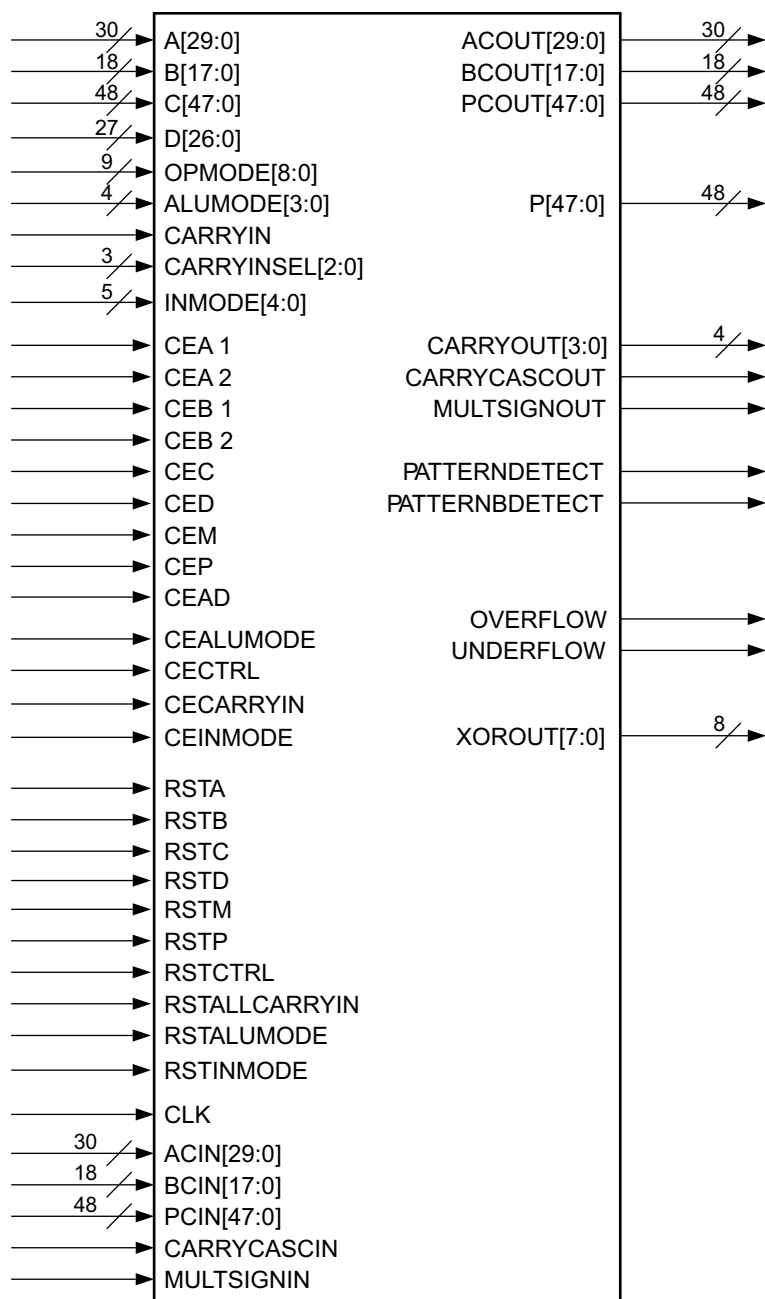 30 A[29:0] ACOUT[29:0] 30
18 B[17:0] BCOUT[17:0] 18
48 C[47:0] PCOUT[47:0] 48
27 D[26:0]
9 OPMODE[8:0]
4 ALUMODE[3:0] P[47:0] 48
CARRYIN
3 CARRYINSEL[2:0]
5 INMODE[4:0]
CEA 1 CARRYOUT[3:0] 4
CEA 2 CARRYCASCOUT
CEB 1 MULTSIGNOUT
CEB 2
CEC PATTERNDETECT
CED PATTERNBDETECT
CEM
CEP
CEAD
OVERFLOW
CEALUMODE UNDERFLOW
CECTRL
CECARRYIN
CEINMODE XOROUT[7:0] 8
RSTA
RSTB
RSTC
RSTD
RSTM
RSTP
RSTCTRL
RSTALLCARRYIN
RSTALUMODE
RSTINMODE
CLK
30 ACIN[29:0]
18 BCIN[17:0]
48 PCIN[47:0]
CARRYCASCIN
MULTSIGNIN